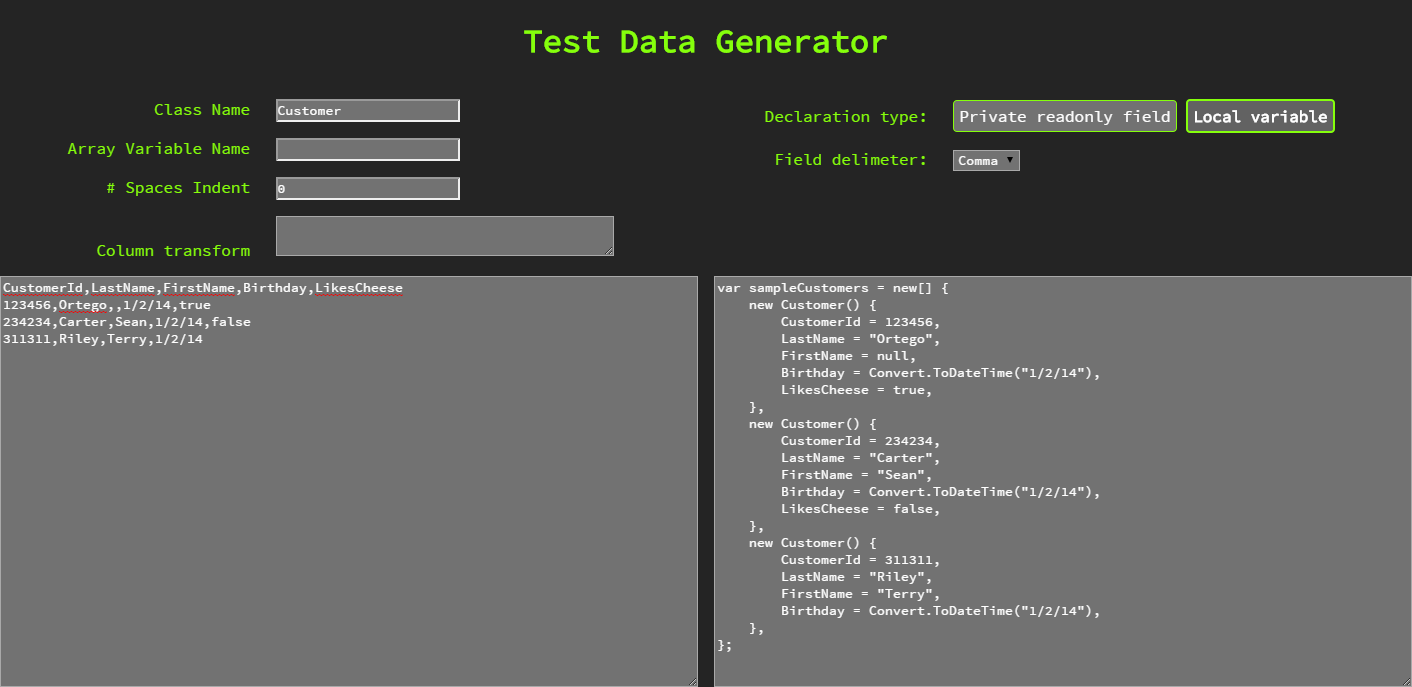 Test Data Generator
Class Name
Customer
Array Variable Name
# Spaces Indent
0
Column transform
Declaration type:
Private readonly field
Local variable
Field delimeter:
Comma
CustomerId,LastName,FirstName,Birthday,LikesCheese
123456,Ortego,,1/2/14,true
234234,Carter,Sean,1/2/14,false
311311,Riley,Terry,1/2/14
var sampleCustomers = new[] {
    new Customer() {
        CustomerId = 123456,
        LastName = "Ortego",
        FirstName = null,
        Birthday = Convert.ToDateTime("1/2/14"),
        LikesCheese = true,
    },
    new Customer() {
        CustomerId = 234234,
        LastName = "Carter",
        FirstName = "Sean",
        Birthday = Convert.ToDateTime("1/2/14"),
        LikesCheese = false,
    },
    new Customer() {
        CustomerId = 311311,
        LastName = "Riley",
        FirstName = "Terry",
        Birthday = Convert.ToDateTime("1/2/14"),
    },
};